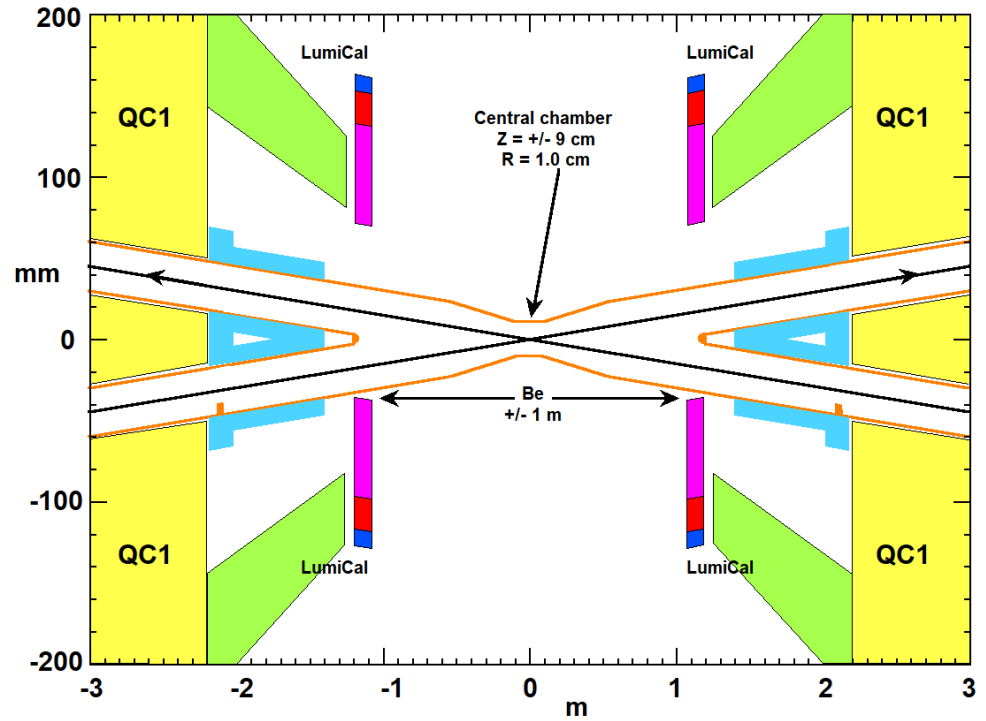 200
LumiCal
LumiCal
QC1
QC1
Central chamber
Z = +/- 9 cm
R = 1.0 cm
100
mm
0
Be
+/- 1 m
-100
QC1
QC1
LumiCal
LumiCal
-200
-3
-2
-1
0
1
2
3
m